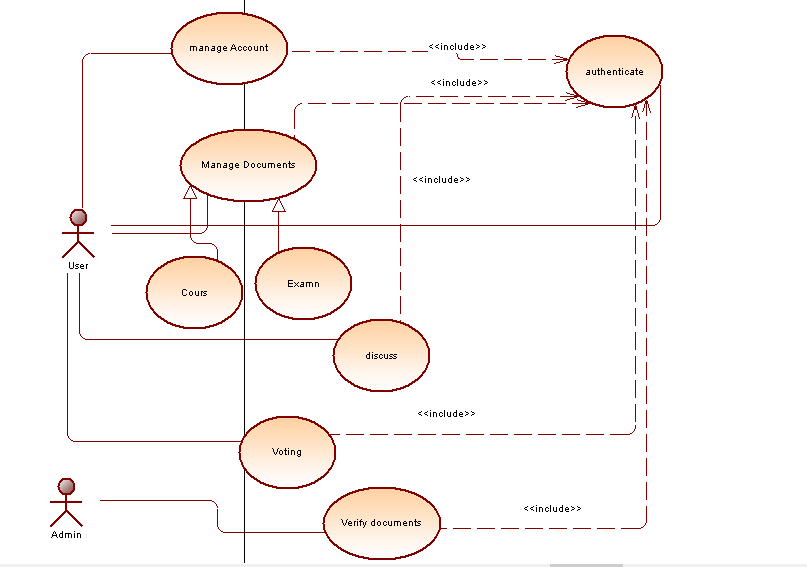 manage Account
<<include>>
authenticate
<<include>>
Manage Documents
<<include>>
User
Cours
Examn
discuss
<<include>>
Voting
<<include>>
Verify documents
Admin